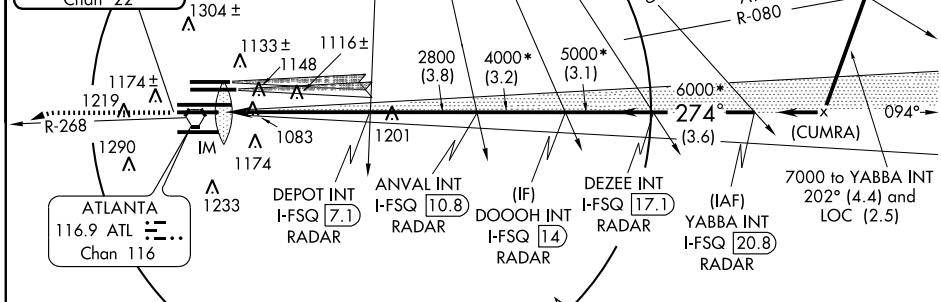 Chan 22
1304 ±
R-080
1133 ±
1116 ±
1148
2800
(3.8)
4000*
(3.2)
5000*
(3.1)
6000*
1174 ±
1219
R-268
274°
(3.6)
(CUMRA)
094°
1083
1201
IM
1290
1174
1233
ATLANTA
116.9 ATL
Chan 116
DEPOT INT
I-FSQ 7.1
RADAR
ANVAL INT
I-FSQ 10.8
RADAR
(IF)
DOOOH INT
I-FSQ 14
RADAR
DEZEE INT
I-FSQ 17.1
RADAR
(IAF)
YABBA INT
I-FSQ 20.8
RADAR
7000 to YABBA INT
202° (4.4) and
LOC (2.5)